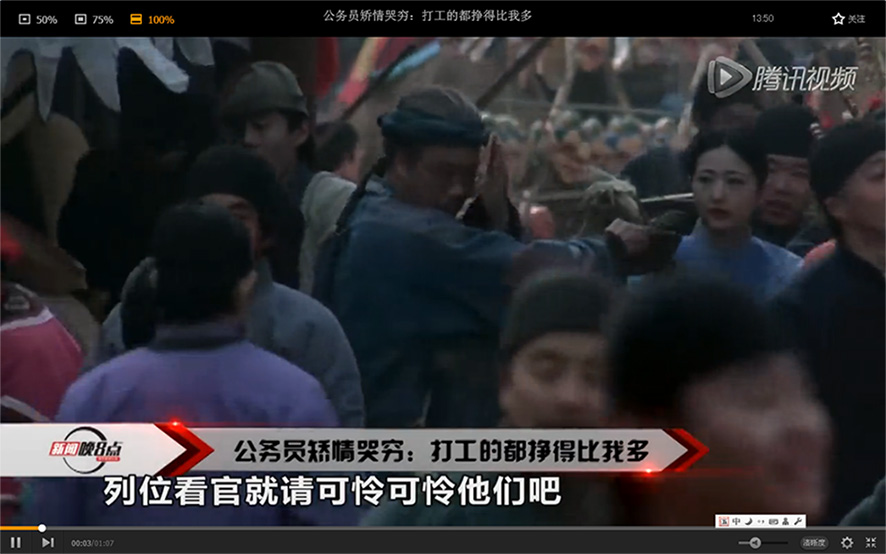 50%
75%
100%
公务员矫情哭穷：打工的都挣得比我多
13:50
关注
腾讯视频
新闻晚8点
公务员矫情哭穷：打工的都挣得比我多
列位看官就请可怜可怜他们吧
中
00:03/01:07
清晰度